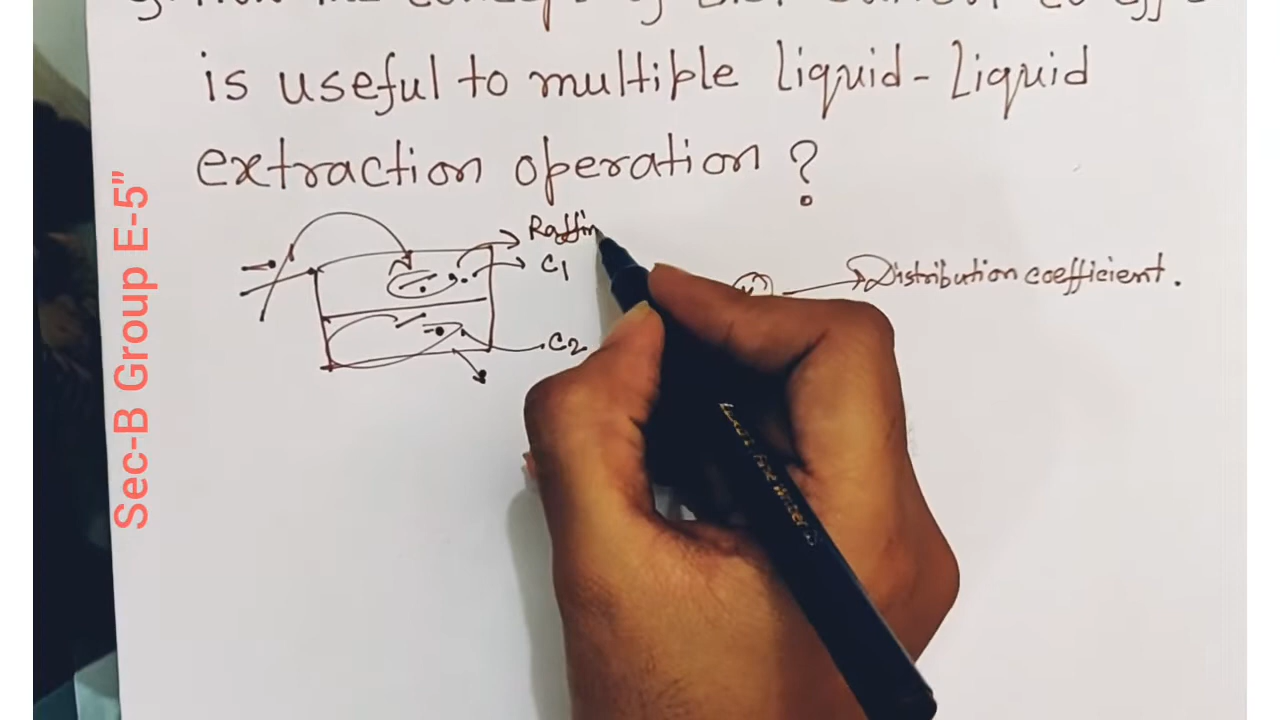 is useful to multiple liquid-Liquid
extraction operation ?
Raffin
C1
Distribution coefficient.
C2
Sec-B Group E-5"